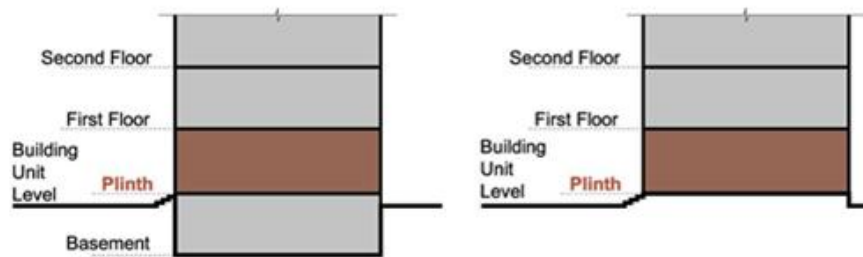 Second Floor
First Floor
Building
Unit
Level
Plinth
Basement
Second Floor
First Floor
Building
Unit
Level
Plinth